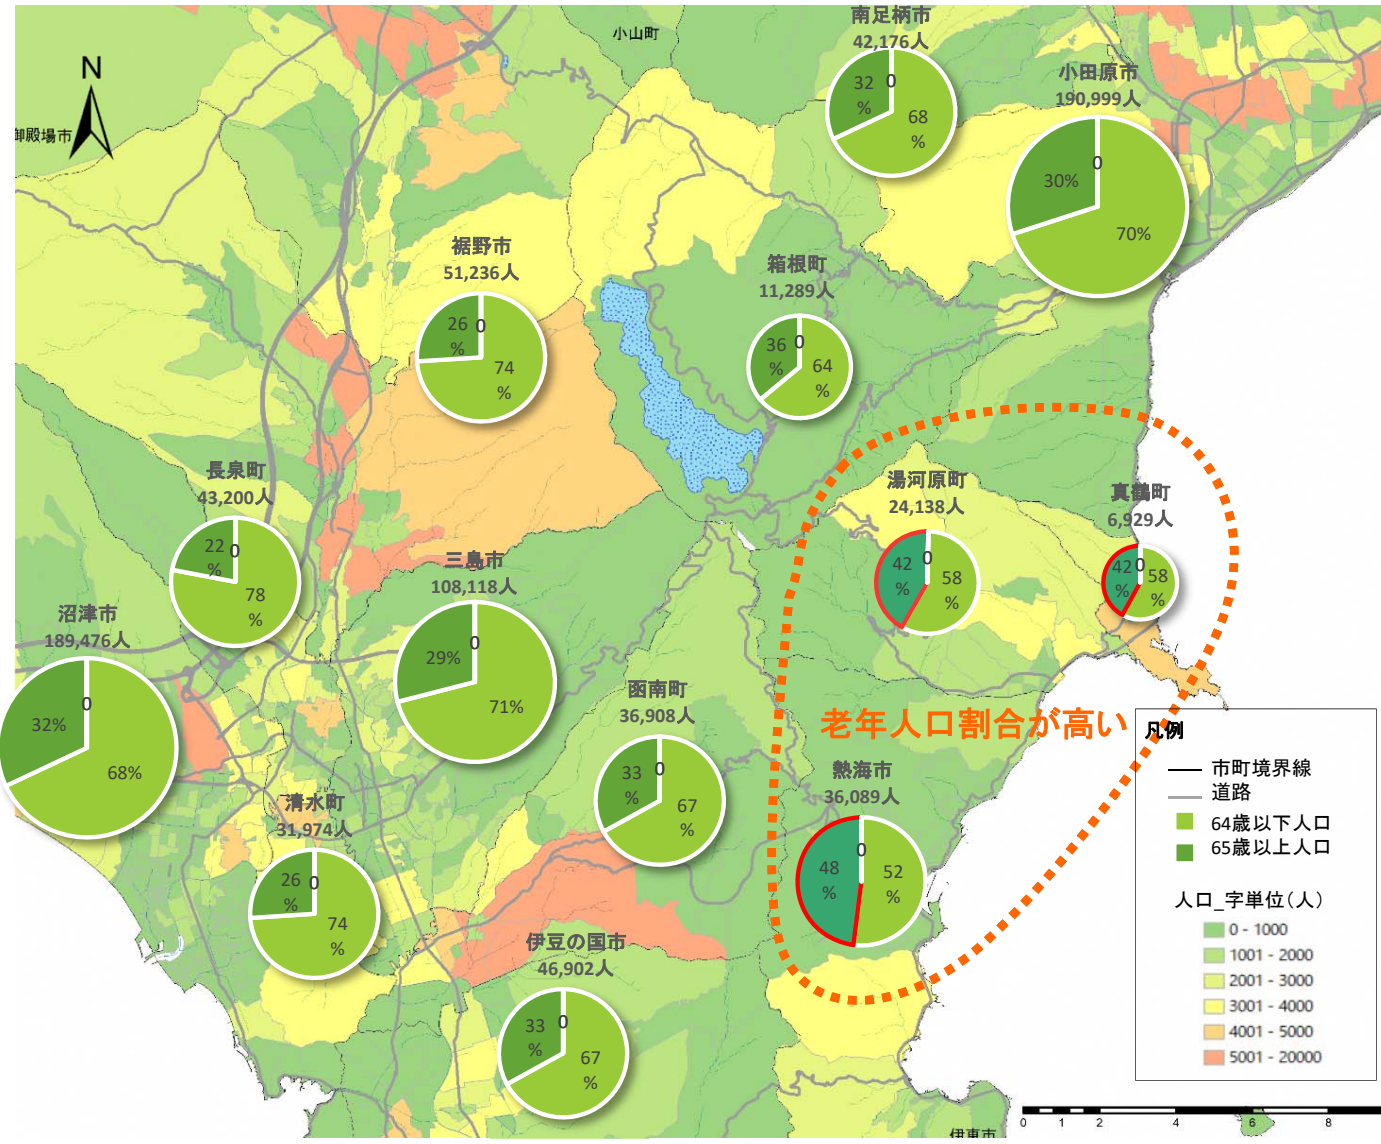 小山町
南足柄市
42,176人
32
%
0
68
%
小田原市
190,999人
0
30%
70%
N
御殿場市
裾野市
51,236人
26
%
0
74
%
箱根町
11,289人
36
%
0
64
%
長泉町
43,200人
22
%
0
78
%
湯河原町
24,138人
42
%
0
58
%
真鶴町
6,929人
42
%
0
58
%
三島市
108,118人
0
29%
71%
沼津市
189,476人
0
32%
68%
函南町
36,908人
33
%
0
67
%
老年人口割合が高い
熱海市
36,089人
48
%
0
52
%
清水町
31,974人
26
%
0
74
%
伊豆の国市
46,902人
33
%
0
67
%
凡例
市町境界線
道路
64歳以下人口
65歳以上人口
人口_字単位(人)
0 - 1000
1001 - 2000
2001 - 3000
3001 - 4000
4001 - 5000
5001 - 20000
0 1 2 4 6 8
伊東市